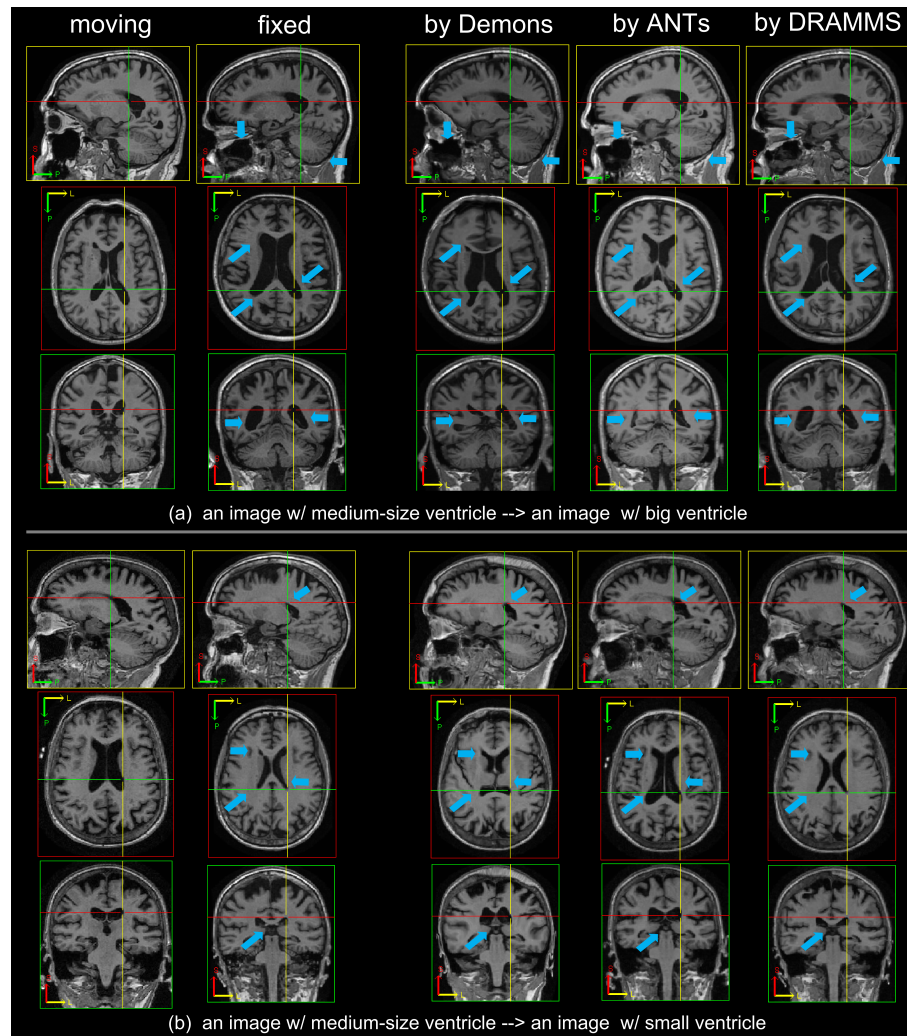 moving fixed by Demons by ANTs by DRAMMS
S S S S S
P P P P P
L L L L L
P P P P P
S S S S S
L L L L L
(a) an image w/ medium-size ventricle --> an image w/ big ventricle
S S S S S
P P P P P
L L L L L
P P P P P
S S S S S
L L L L L
(b) an image w/ medium-size ventricle --> an image w/ small ventricle